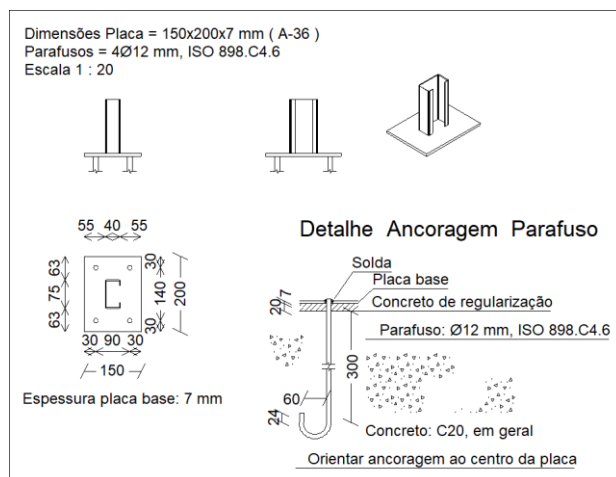 Dimensões Placa = 150x200x7 mm ( A-36 )
Parafusos = 4Ø12 mm, ISO 898.C4.6
Escala 1 : 20
55 40 55
63
75
63
30
140
30
200
30 90 30
150
Espessura placa base: 7 mm
Detalhe Ancoragem Parafuso
Solda
Placa base
Concreto de regularização
Parafuso: Ø12 mm, ISO 898.C4.6
20
7
300
60
24
Concreto: C20, em geral
Orientar ancoragem ao centro da placa